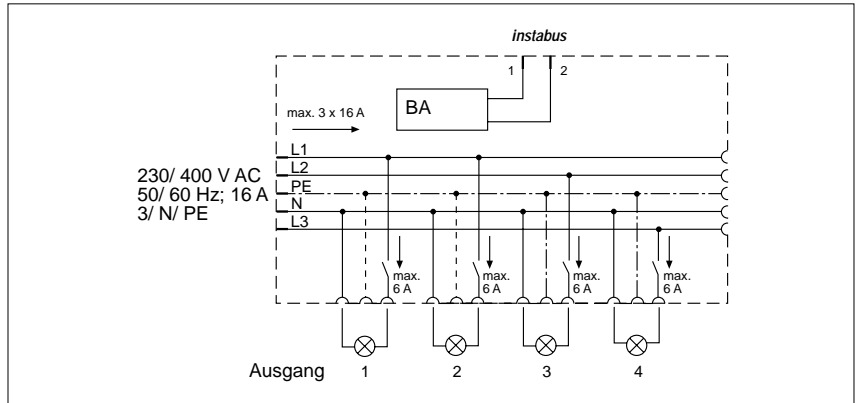 instabus
1 2
BA
max. 3 x 16 A
L1
L2
230/ 400 V AC
PE
50/ 60 Hz; 16 A
N
3/ N/ PE
L3
max. max. max. max.
6 A 6 A 6 A 6 A
Ausgang 1 2 3 4